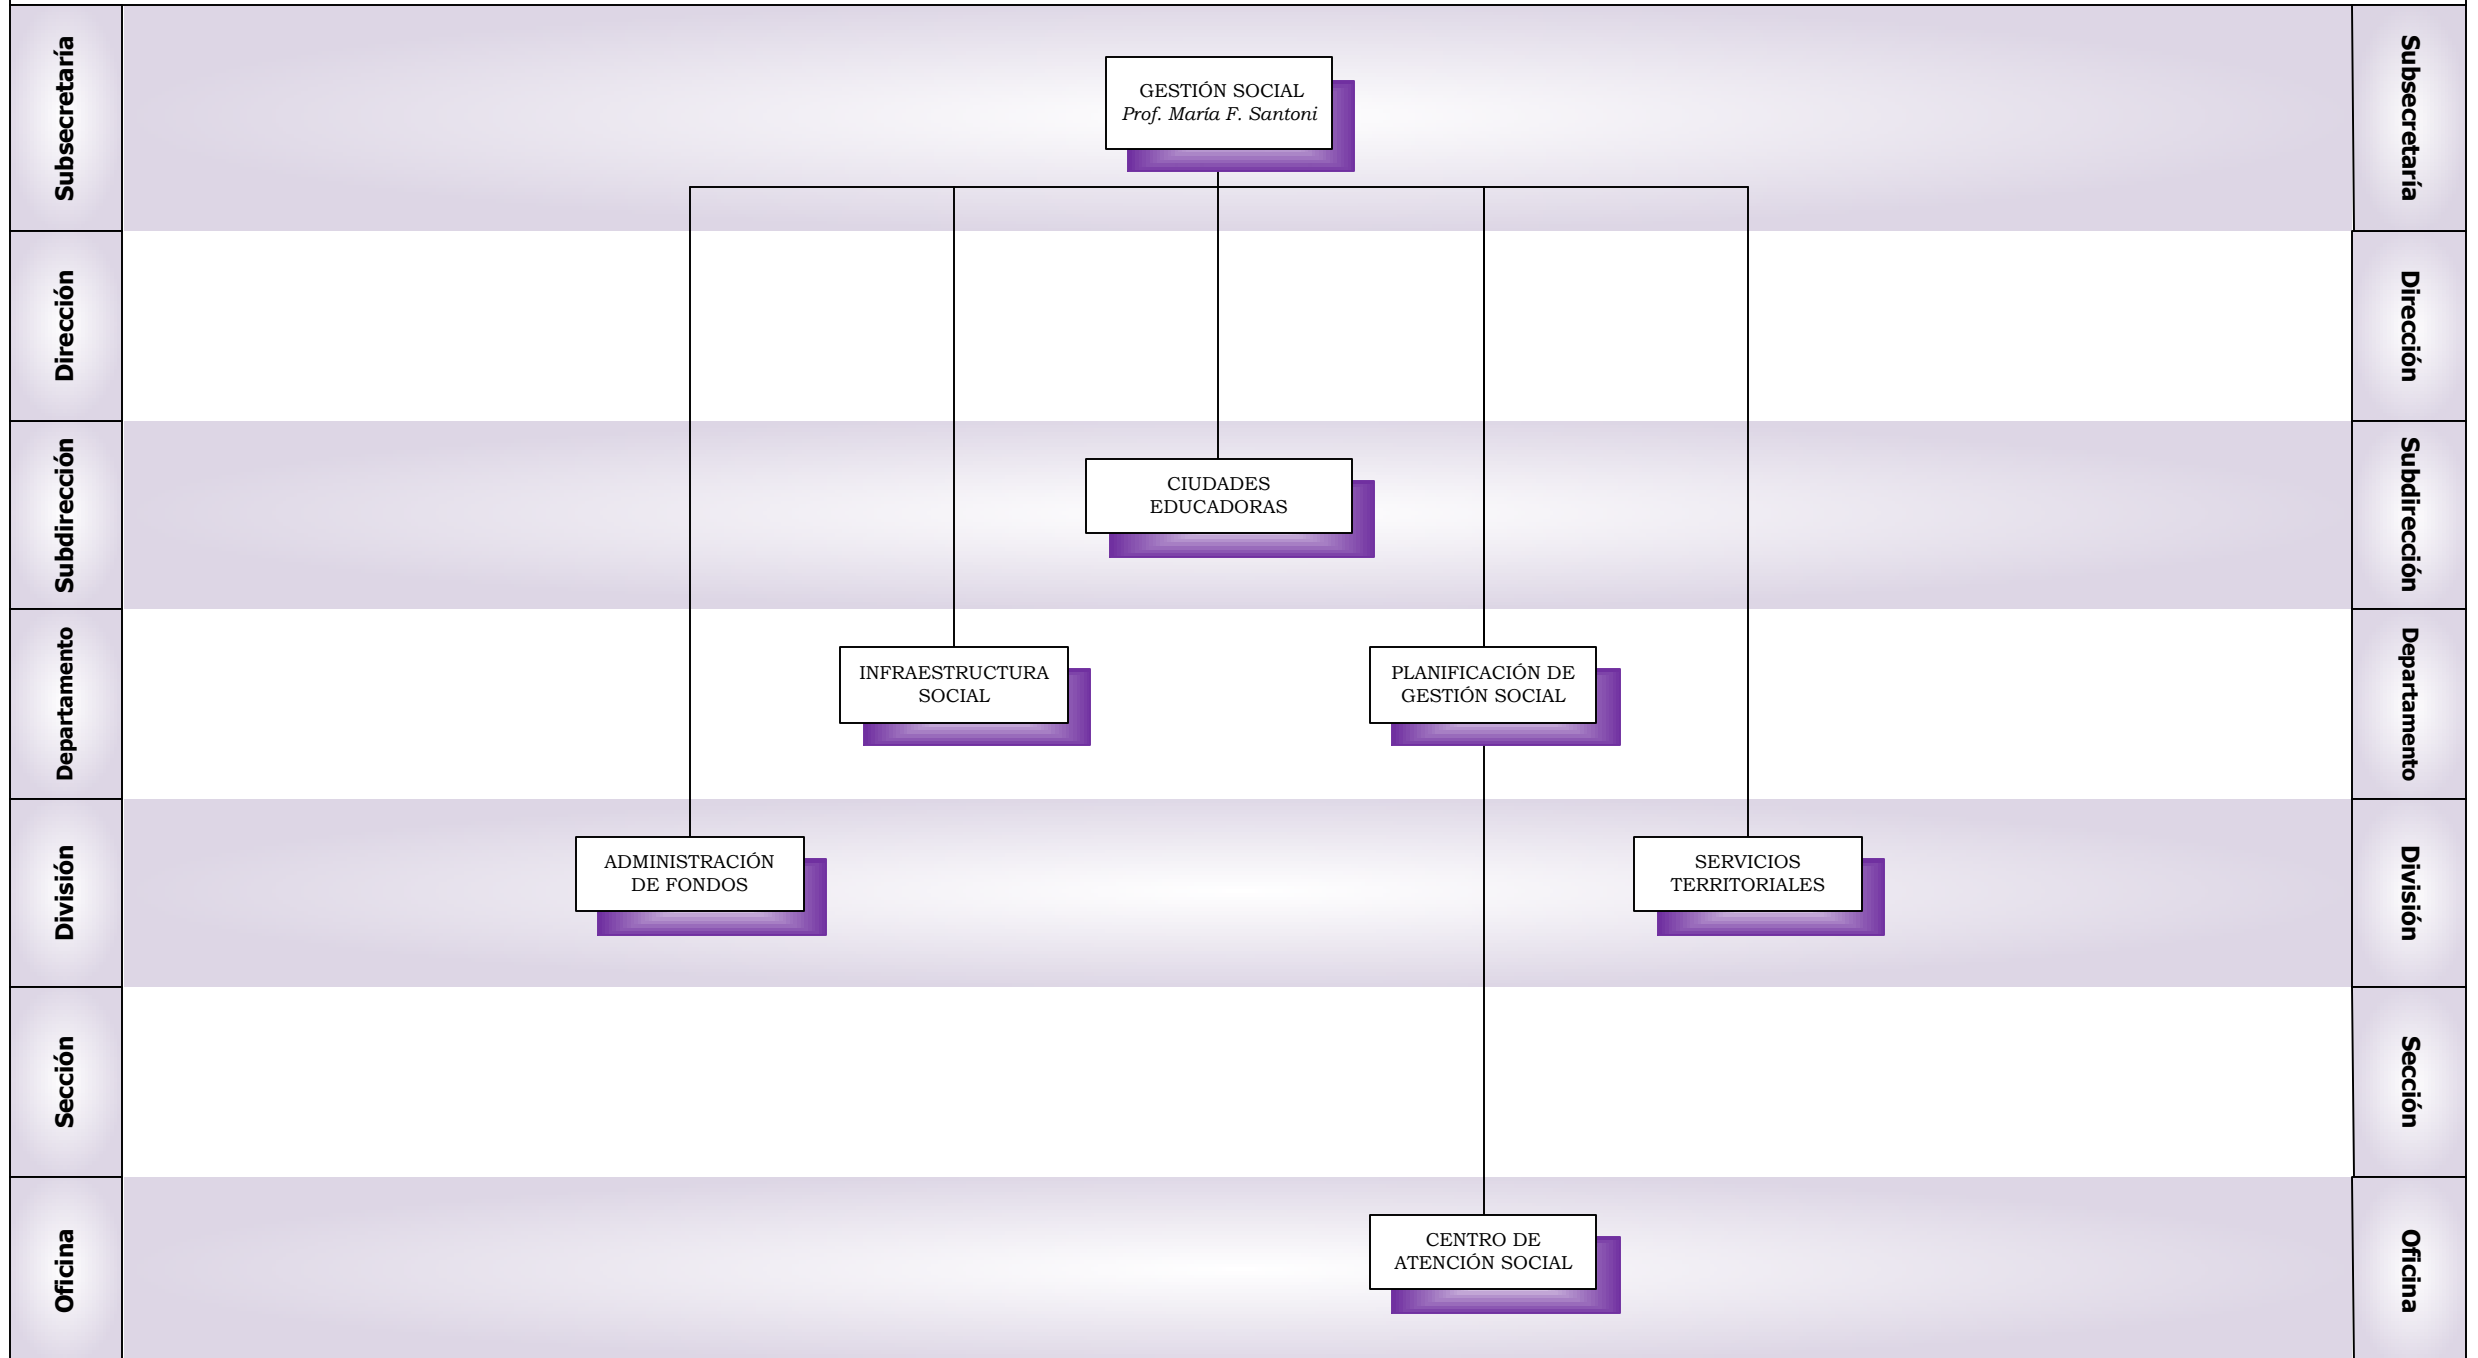 Subsecretaría
GESTIÓN SOCIAL
Prof. María F. Santoni
Subsecretaría
Dirección
Dirección
Subdirección
CIUDADES
EDUCADORAS
Subdirección
Departamento
INFRAESTRUCTURA
SOCIAL
PLANIFICACIÓN DE
GESTIÓN SOCIAL
Departamento
División
ADMINISTRACIÓN
DE FONDOS
SERVICIOS
TERRITORIALES
División
Sección
Sección
Oficina
CENTRO DE
ATENCIÓN SOCIAL
Oficina